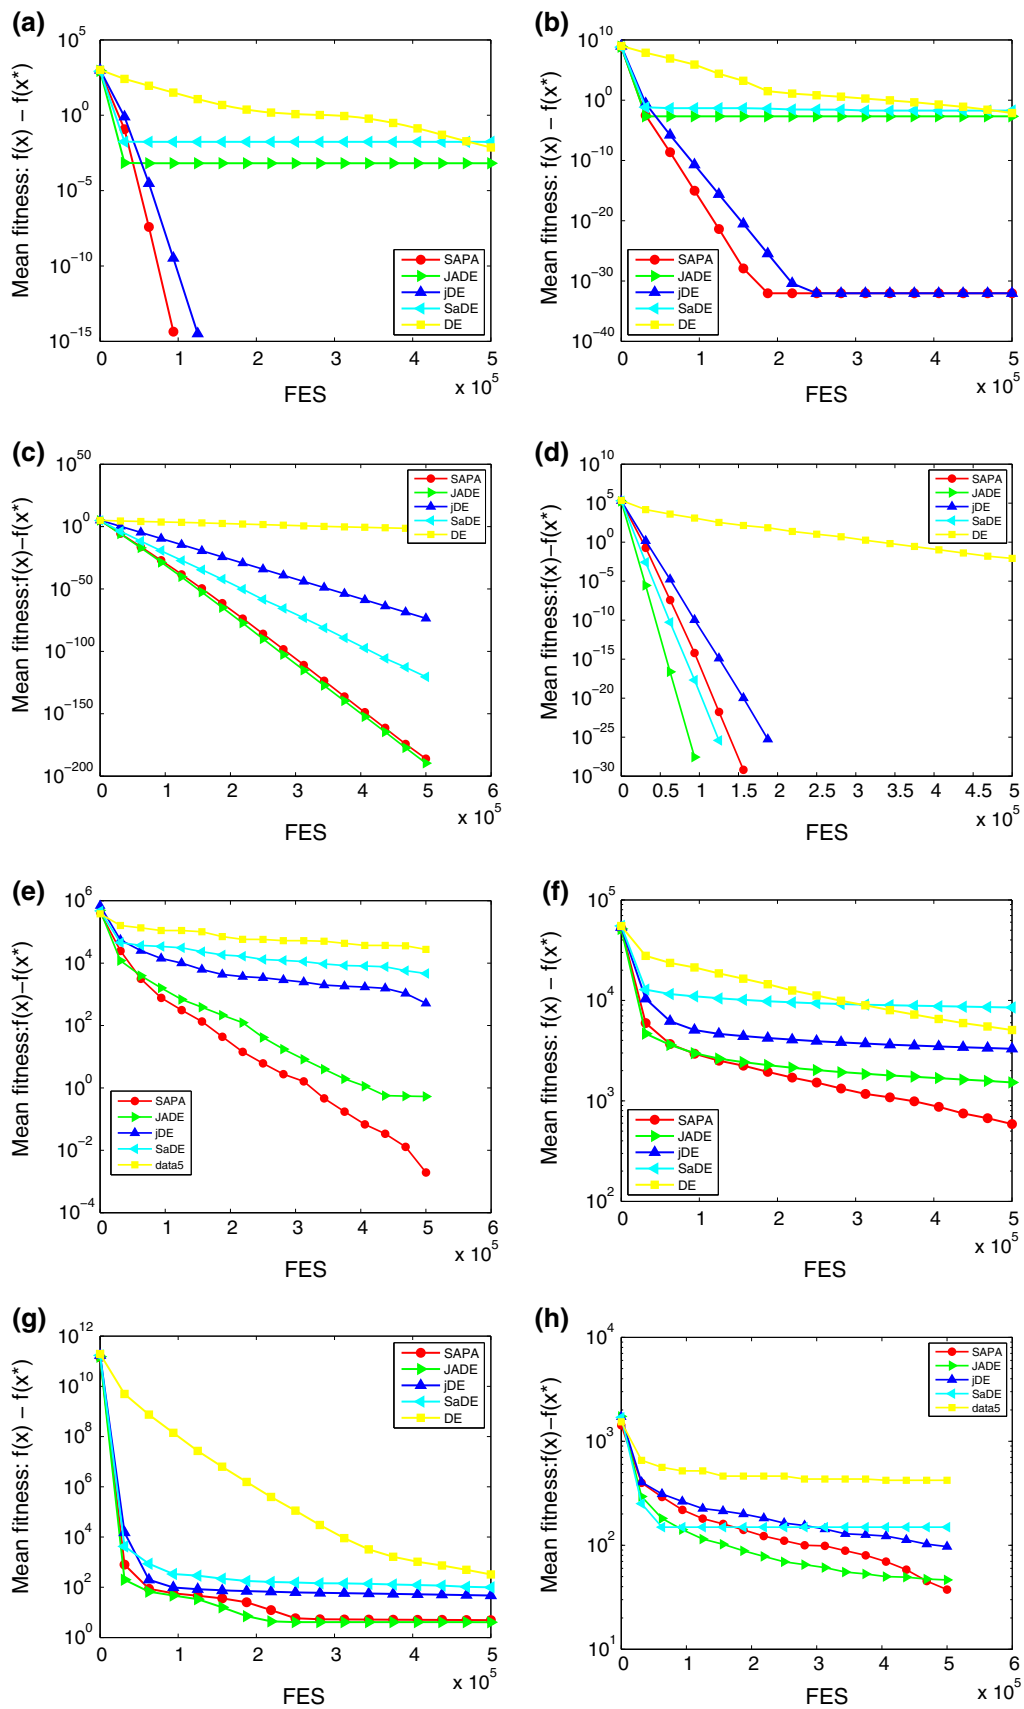 (a)
Mean fitness: f(x) − f(x*)
10^5
10^0
10^−5
10^−10
10^−15
SAPA
JADE
jDE
SaDE
DE
0 1 2 3 4 5
x 10^5
FES
(b)
Mean fitness: f(x) − f(x*)
10^10
10^0
10^−10
10^−20
10^−30
10^−40
SAPA
JADE
jDE
SaDE
DE
0 1 2 3 4 5
x 10^5
FES
(c)
Mean fitness:f(x)−f(x*)
10^50
10^0
10^−50
10^−100
10^−150
10^−200
SAPA
JADE
jDE
SaDE
DE
0 1 2 3 4 5 6
x 10^5
FES
(d)
Mean fitness:f(x)−f(x*)
10^10
10^5
10^0
10^−5
10^−10
10^−15
10^−20
10^−25
10^−30
SAPA
JADE
jDE
SaDE
DE
0 0.5 1 1.5 2 2.5 3 3.5 4 4.5 5
x 10^5
FES
(e)
Mean fitness:f(x)−f(x*)
10^6
10^4
10^2
10^0
10^−2
10^−4
SAPA
JADE
jDE
SaDE
data5
0 1 2 3 4 5 6
x 10^5
FES
(f)
Mean fitness: f(x) − f(x*)
10^5
10^4
10^3
10^2
SAPA
JADE
jDE
SaDE
DE
0 1 2 3 4 5
x 10^5
FES
(g)
Mean fitness: f(x) − f(x*)
10^12
10^10
10^8
10^6
10^4
10^2
10^0
SAPA
JADE
jDE
SaDE
DE
0 1 2 3 4 5
x 10^5
FES
(h)
Mean fitness:f(x)−f(x*)
10^4
10^3
10^2
10^1
SAPA
JADE
jDE
SaDE
data5
0 1 2 3 4 5 6
x 10^5
FES